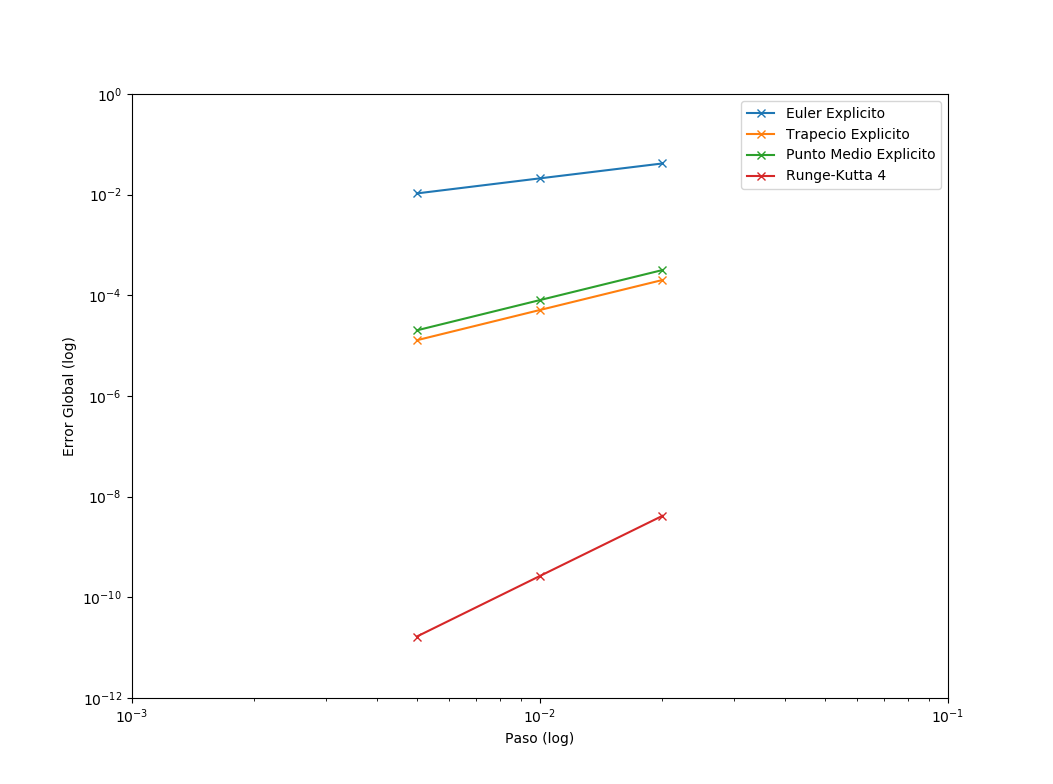 Euler Explicito
Trapecio Explicito
Punto Medio Explicito
Runge-Kutta 4
10^0
10^-2
10^-4
10^-6
10^-8
10^-10
10^-12
Error Global (log)
10^-3 10^-2 10^-1
Paso (log)